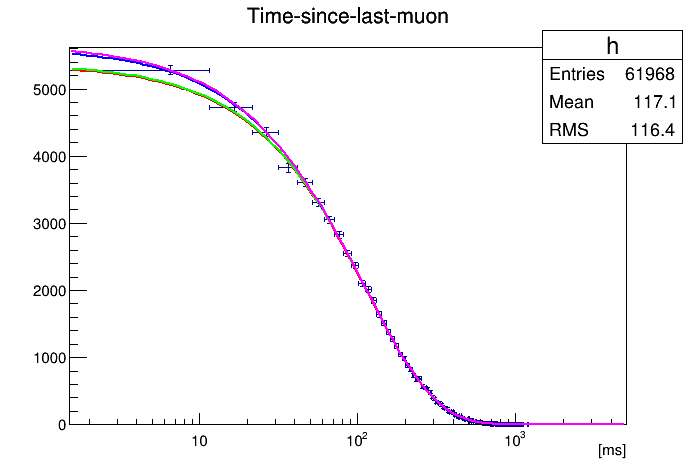 Time-since-last-muon
h
Entries 61968
Mean 117.1
RMS 116.4
5000
4000
3000
2000
1000
0
10 10² 10³
[ms]